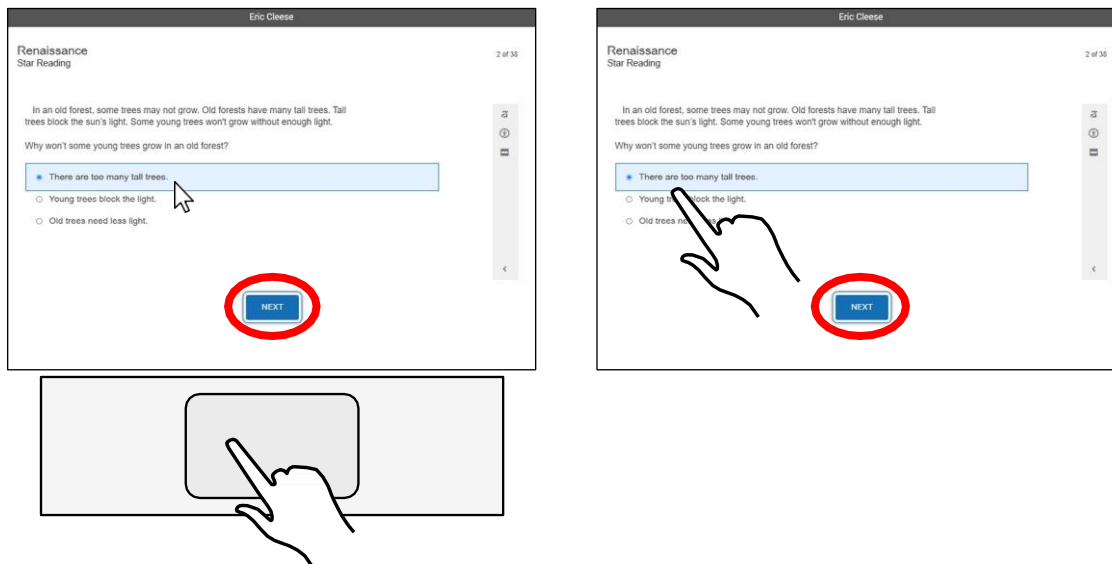 Eric Cleese
Renaissance
Star Reading
2 of 38
In an old forest, some trees may not grow. Old forests have many tall trees. Tall
trees block the sun's light. Some young trees won't grow without enough light.
Why won't some young trees grow in an old forest?
There are too many tall trees.
Young trees block the light.
Old trees need less light.
NEXT
Eric Cleese
Renaissance
Star Reading
2 of 38
In an old forest, some trees may not grow. Old forests have many tall trees. Tall
trees block the sun's light. Some young trees won't grow without enough light.
Why won't some young trees grow in an old forest?
There are too many tall trees.
Young block the light.
Old trees
NEXT